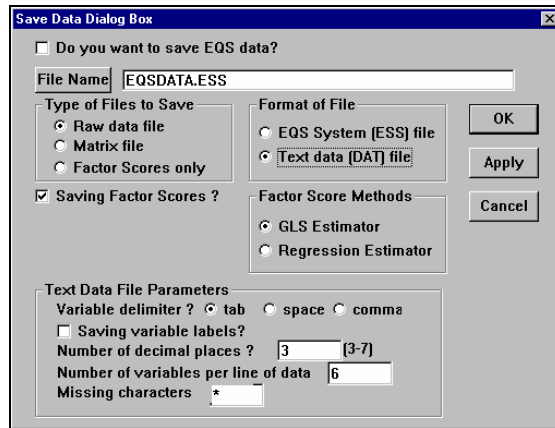 Save Data Dialog Box
Do you want to save EQS data?
File Name EQSDATA.ESS
Type of Files to Save
Raw data file
Matrix file
Factor Scores only
Format of File
EQS System (ESS) file
Text data (DAT) file
OK
Apply
Cancel
Saving Factor Scores ?
Factor Score Methods
GLS Estimator
Regression Estimator
Text Data File Parameters
Variable delimiter ? tab space comma
Saving variable labels?
Number of decimal places ? 3 (3-7)
Number of variables per line of data 6
Missing characters *